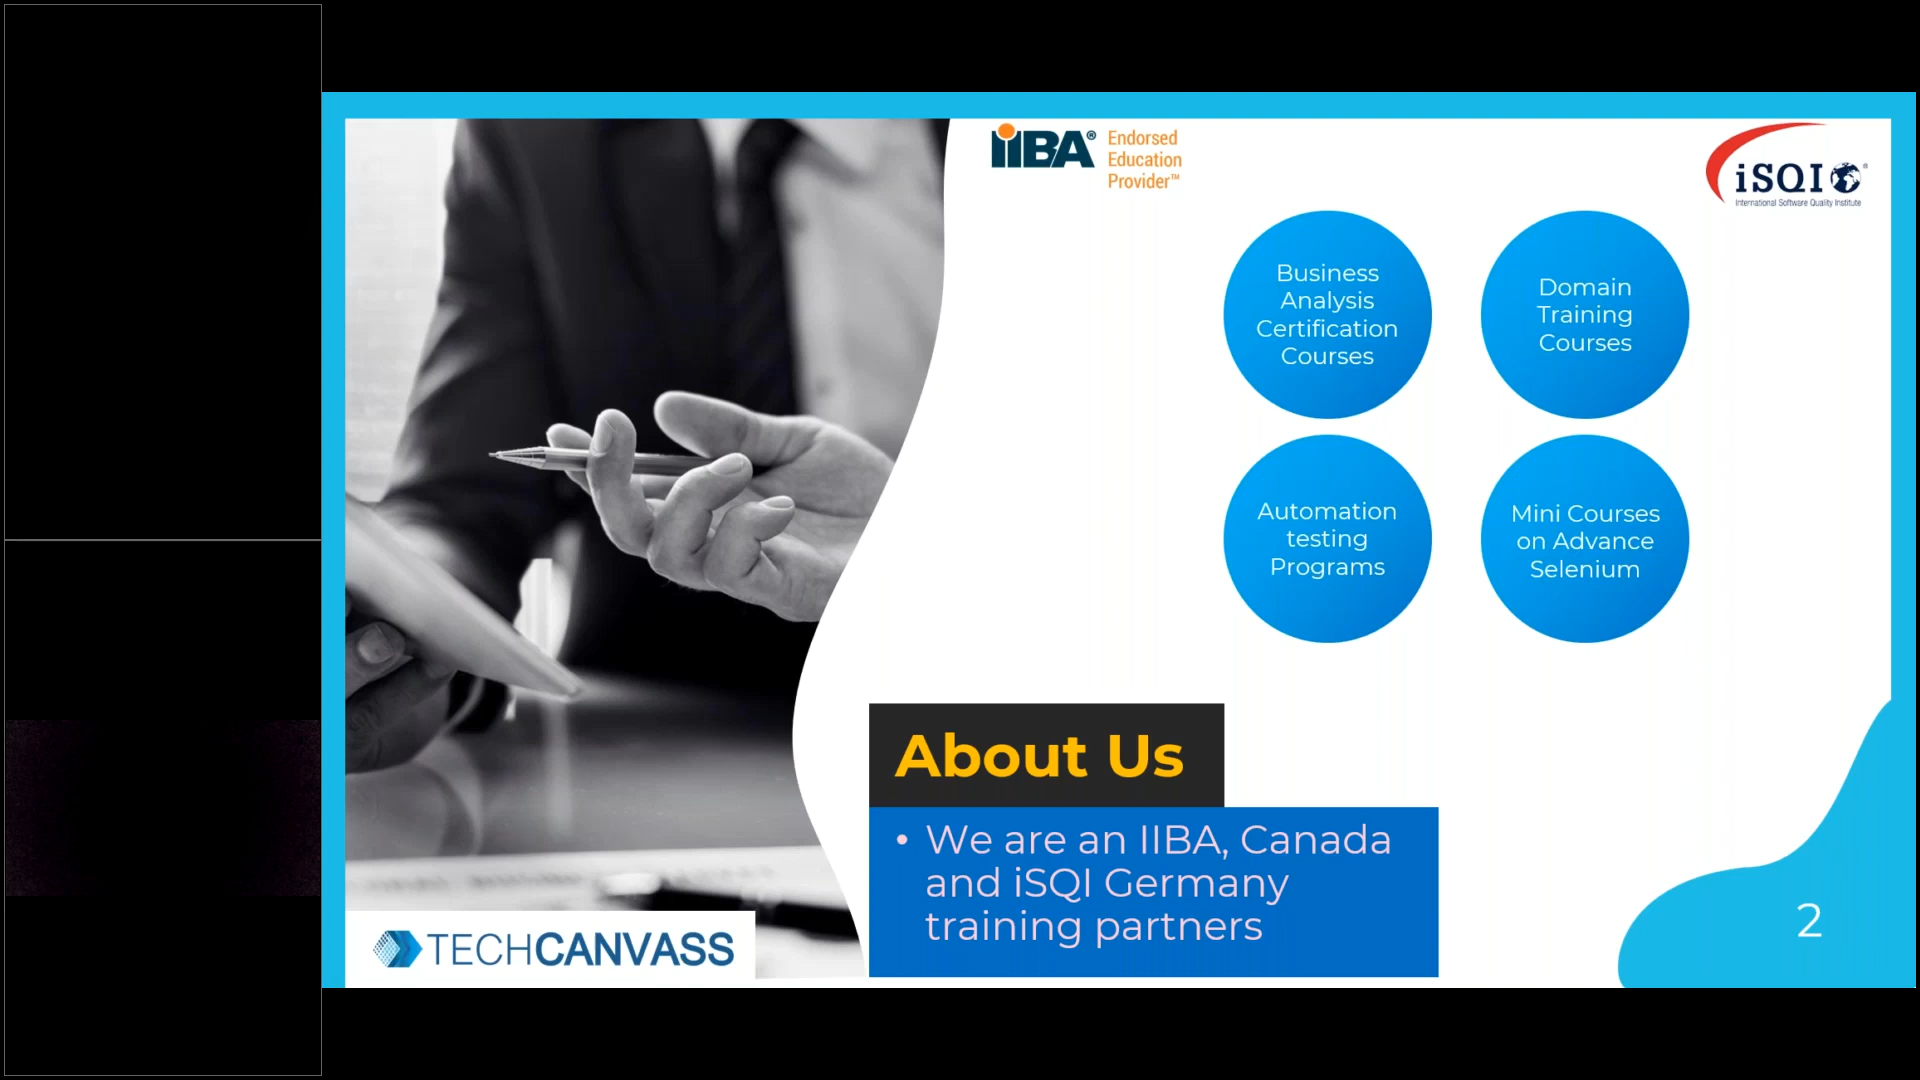 iiBA® Endorsed
Education
Provider™
iSQI®
International Software Quality Institute
Business
Analysis
Certification
Courses
Domain
Training
Courses
Automation
testing
Programs
Mini Courses
on Advance
Selenium
About Us
• We are an IIBA, Canada
and iSQI Germany
training partners
TECHCANVASS
2